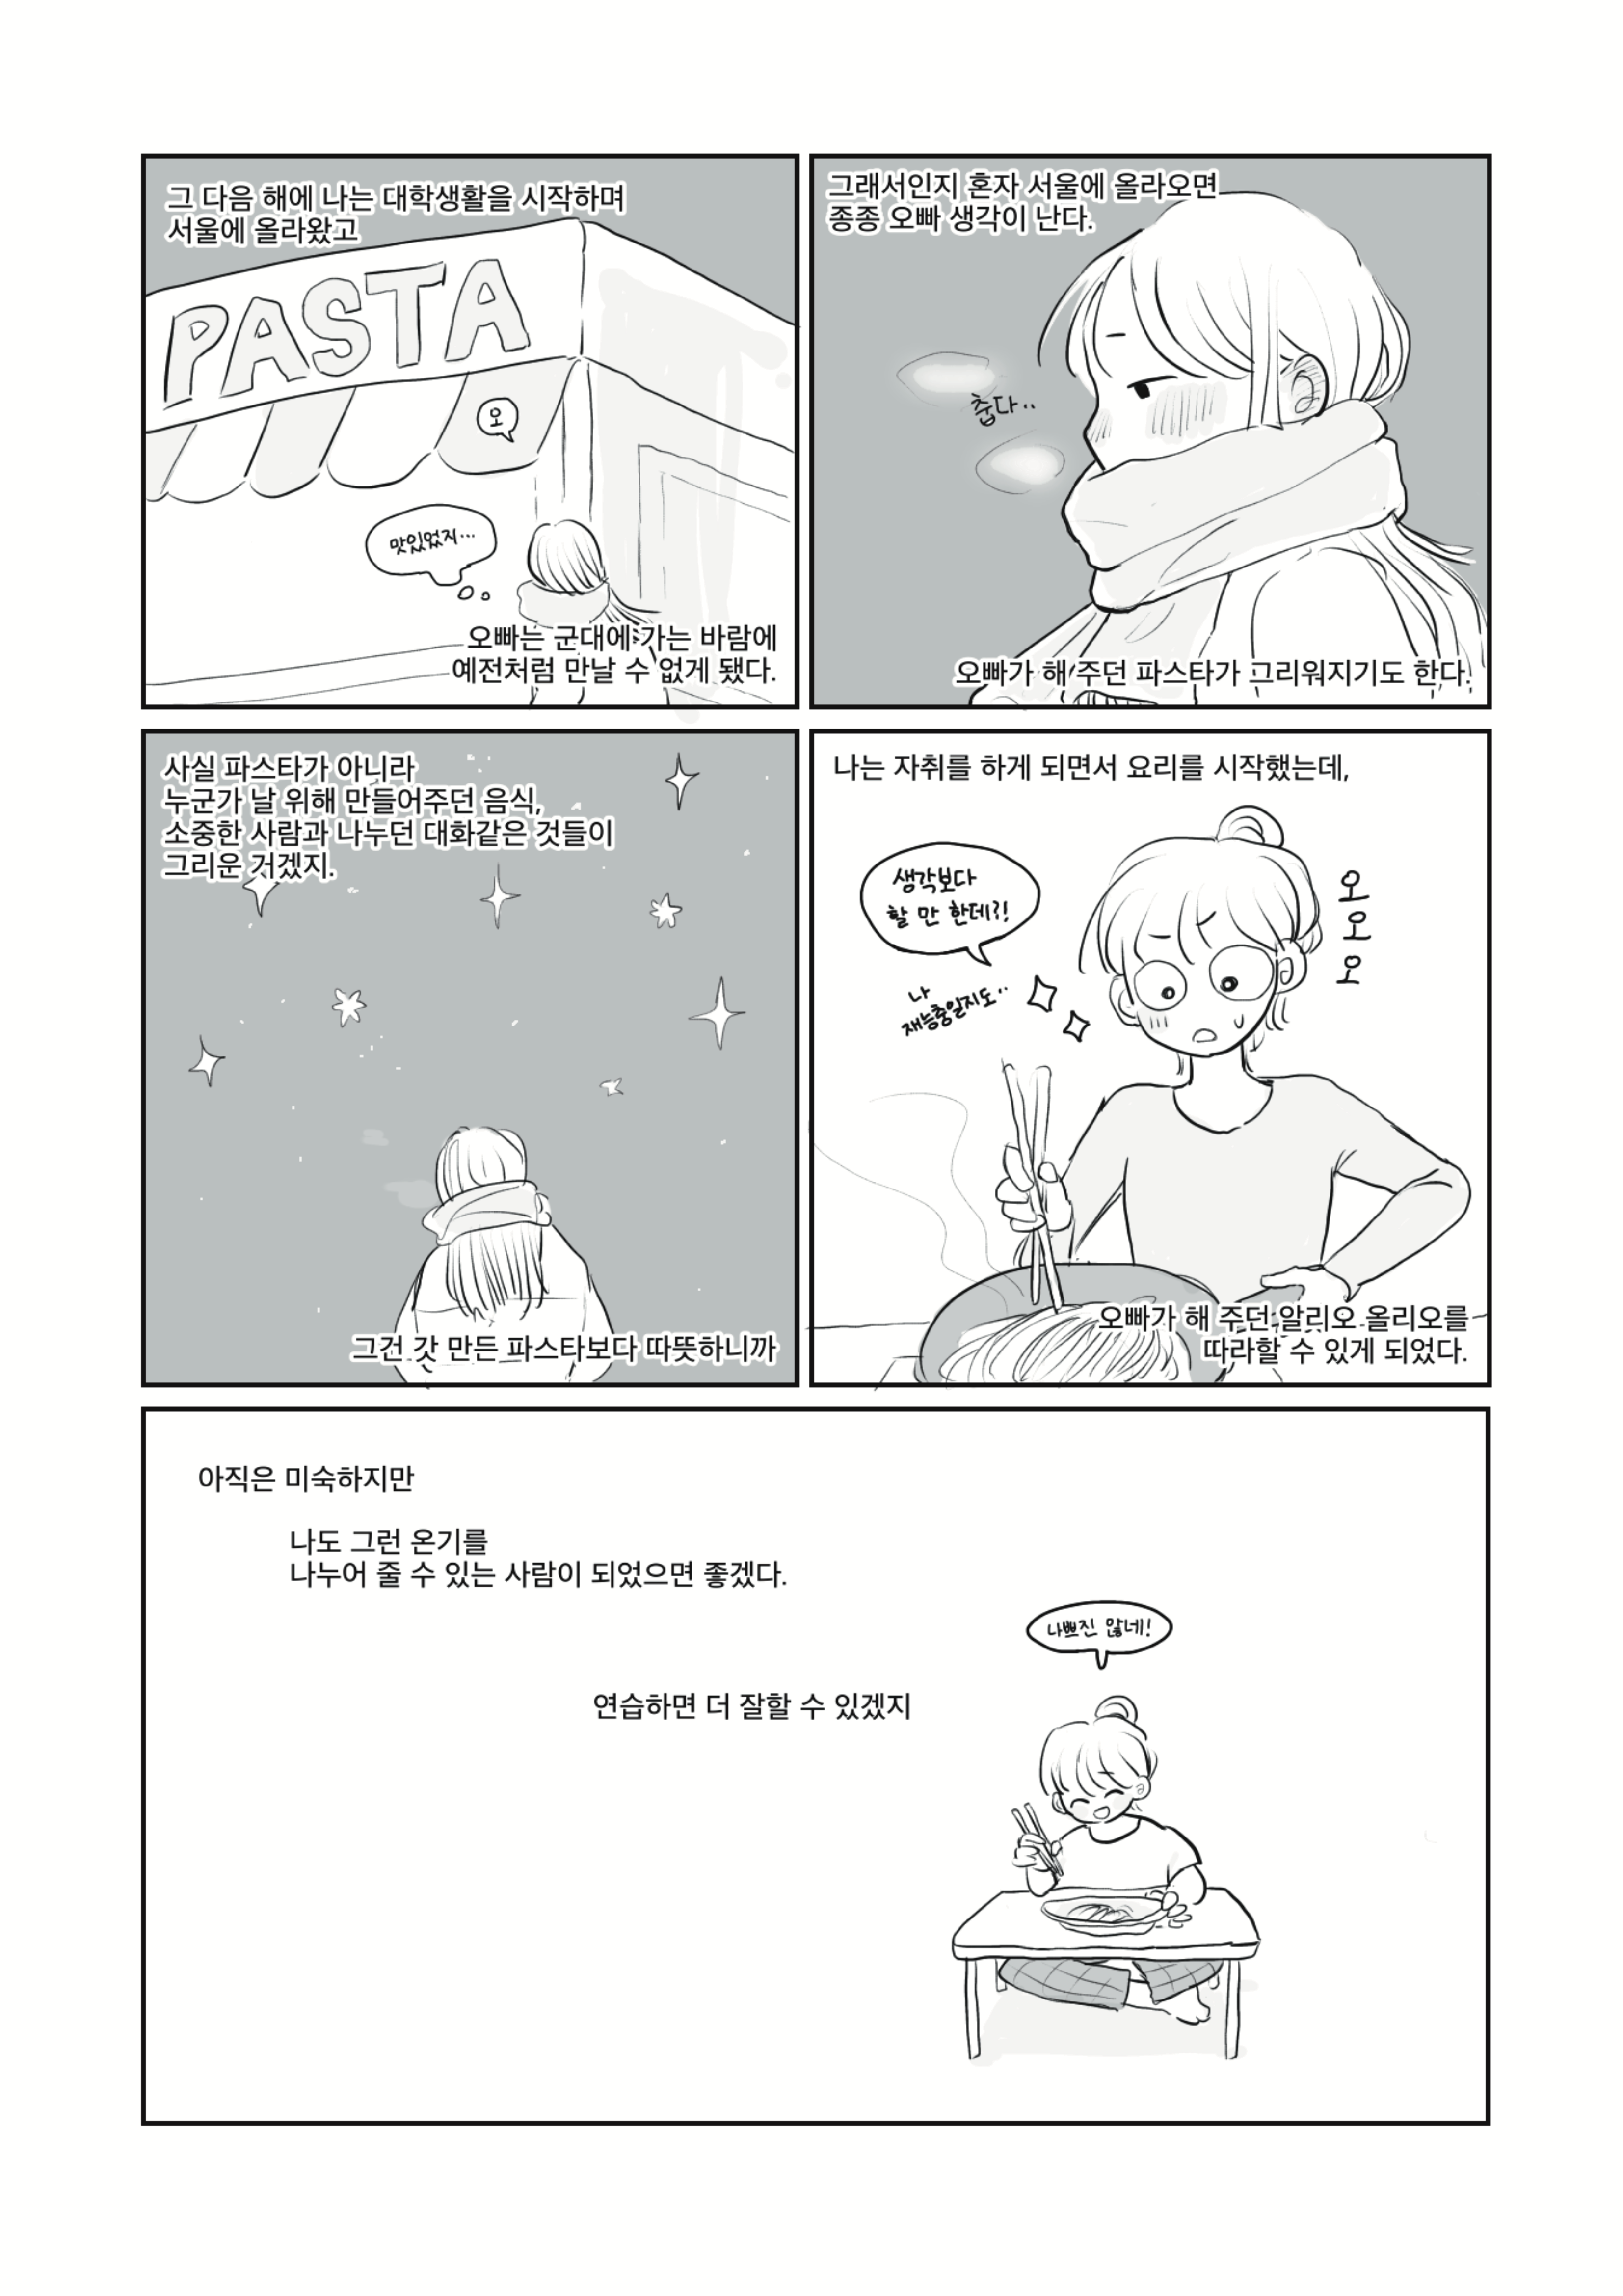 그 다음 해에 나는 대학생활을 시작하며
서울에 올라왔고
PASTA
오
맛있었지...
오빠는 군대에 가는 바람에
예전처럼 만날 수 없게 됐다.
그래서인지 혼자 서울에 올라오면
종종 오빠 생각이 난다.
춥다..
오빠가 해 주던 파스타가 그리워지기도 한다.
사실 파스타가 아니라
누군가 날 위해 만들어주던 음식,
소중한 사람과 나누던 대화같은 것들이
그리운 거겠지.
그건 갓 만든 파스타보다 따뜻하니까
나는 자취를 하게 되면서 요리를 시작했는데,
생각보다
할 만 한데?!
나
재능충일지도..
오
오
오
오빠가 해 주던 알리오 올리오를
따라할 수 있게 되었다.
아직은 미숙하지만
나도 그런 온기를
나누어 줄 수 있는 사람이 되었으면 좋겠다.
나쁘진 않네!
연습하면 더 잘할 수 있겠지